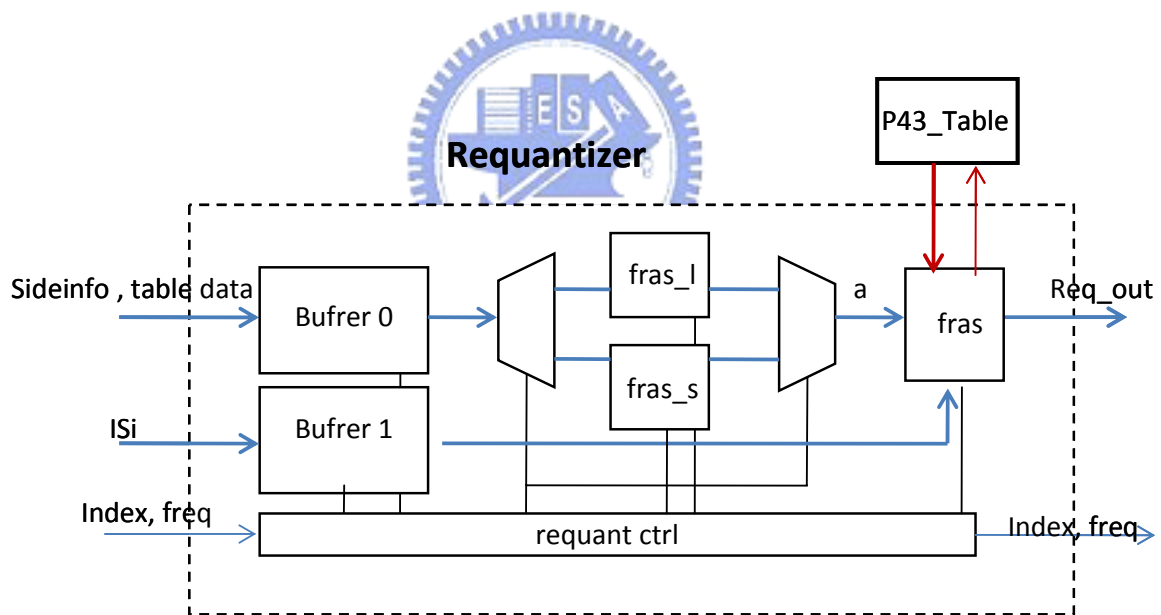 E S A
Requantizer
P43_Table
Sideinfo , table data
Bufrer 0
fras_l
fras_s
a
fras
Req_out
ISi
Bufrer 1
Index, freq
requant ctrl
Index, freq